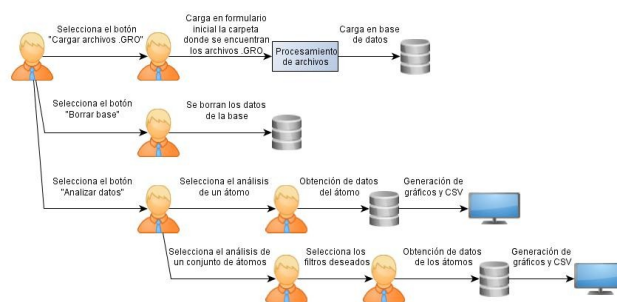 Selecciona el botón
"Cargar archivos .GRO"
Carga en formulario
inicial la carpeta
donde se encuentran
los archivos .GRO
Procesamiento
de archivos
Carga en base
de datos
Selecciona el botón
"Borrar base"
Se borran los datos
de la base
Selecciona el botón
"Analizar datos"
Selecciona el análisis
de un átomo
Obtención de datos
del átomo
Generación de
gráficos y CSV
Selecciona el análisis de
un conjunto de átomos
Selecciona los
filtros deseados
Obtención de datos
de los átomos
Generación de
gráficos y CSV